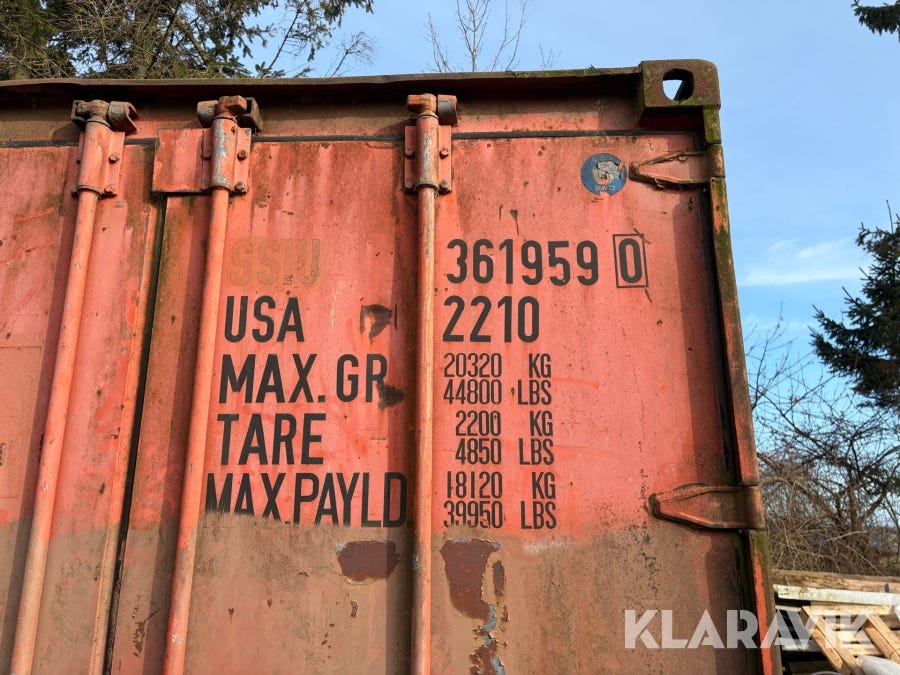 SSIU 361959 0
USA 2210
MAX. GR 20320 KG
44800 LBS
TARE 2200 KG
4850 LBS
MAX.PAYLD. 18120 KG
39950 LBS
KLARAVIK